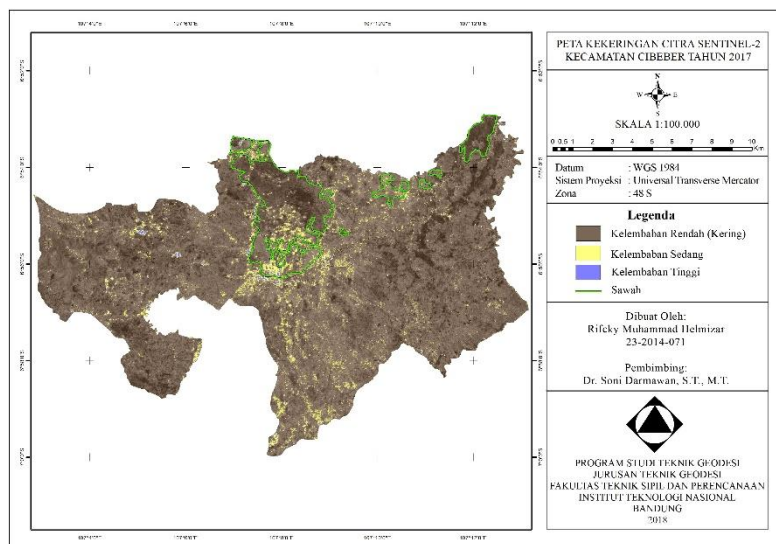 PETA KEKERINGAN CITRA SENTINEL-2
KECAMATAN CIBEBER TAHUN 2017
N
W E
S
SKALA 1:100.000
0 0.5 1 2 3 4 5 6 7 8 9 10
Km
Datum : WGS 1984
Sistem Proyeksi : Universal Transverse Mercator
Zona : 48 S
Legenda
Kelembahan Rendah (Kering)
Kelembaban Sedang
Kelembaban Tinggi
Sawah
Dibuat Oleh:
Rifcky Muhammad Helmizar
23-2014-071
Pembimbing:
Dr. Soni Darmawan, S.T., M.T.
PROGRAM STUDI TEKNIK GEODESI
JURUSAN TEKNIK GEODESI
FAKULTAS TEKNIK SIPIL DAN PERENCANAAN
INSTITUT TEKNOLOGI NASIONAL
BANDUNG
2018